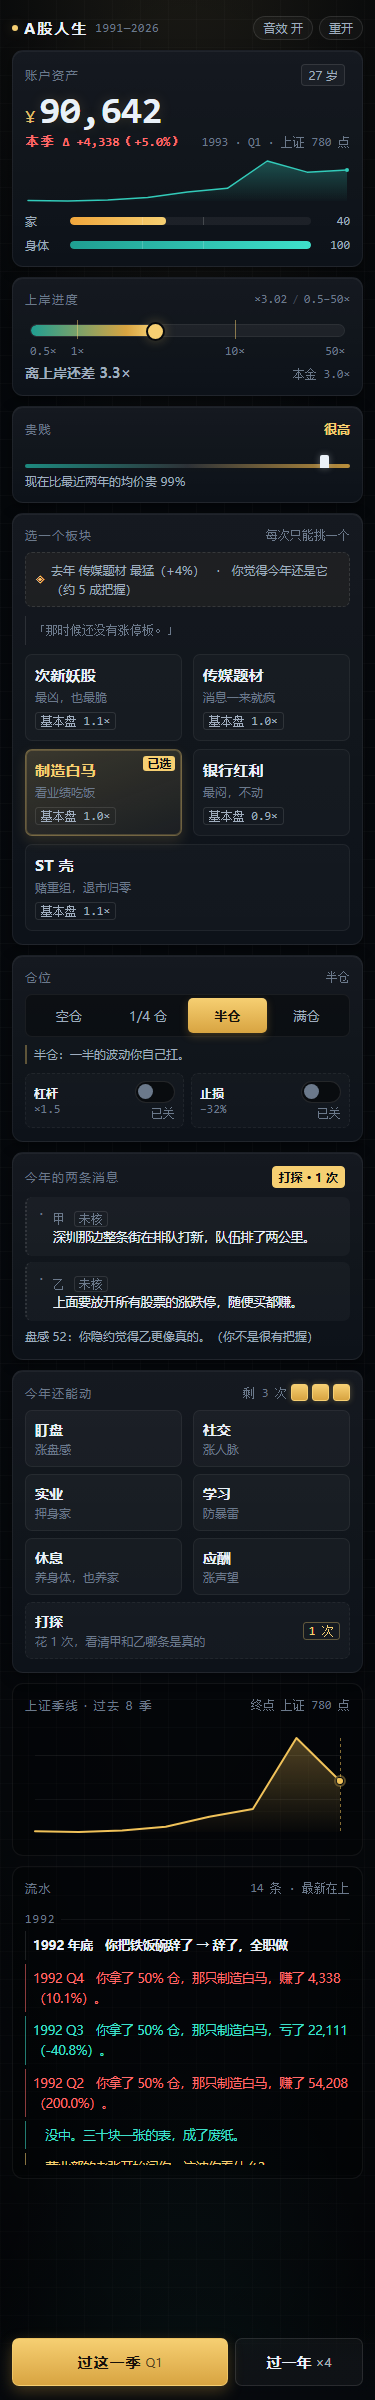 A股人生 1991—2026 音效 开 重开
账户资产 27 岁
¥90,642
本季 Δ +4,338 (+5.0%) 1993 · Q1 · 上证 780 点
家 40
身体 100
上岸进度 ×3.02 / 0.5–50×
0.5× 1× 10× 50×
离上岸还差 3.3× 本金 3.0×
贵贱 很高
现在比最近两年的均价贵 99%
选一个板块 每次只能挑一个
去年 传媒题材 最猛（+4%） · 你觉得今年还是它
（约 5 成把握）
「那时候还没有涨停板。」
次新妖股
最凶，也最脆
基本盘 1.1×
传媒题材
消息一来就疯
基本盘 1.0×
制造白马 已选
看业绩吃饭
基本盘 1.0×
银行红利
最闷，不动
基本盘 0.9×
ST 壳
赌重组，退市归零
基本盘 1.1×
仓位 半仓
空仓 1/4 仓 半仓 满仓
半仓：一半的波动你自己扛。
杠杆
×1.5 已关
止损
-32% 已关
今年的两条消息 打探 · 1 次
甲 未核
深圳那边整条街在排队打新，队伍排了两公里。
乙 未核
上面要放开所有股票的涨跌停，随便买都赚。
盘感 52：你隐约觉得乙更像真的。（你不是很有把握）
今年还能动 剩 3 次
盯盘
涨盘感
社交
涨人脉
实业
押身家
学习
防暴雷
休息
养身体，也养家
应酬
涨声望
打探
花 1 次，看清甲和乙哪条是真的 1 次
上证季线 · 过去 8 季 终点 上证 780 点
流水 14 条 · 最新在上
1992
1992 年底 你把铁饭碗辞了 → 辞了，全职做
1992 Q4 你拿了 50% 仓，那只制造白马，赚了 4,338
（10.1%）。
1992 Q3 你拿了 50% 仓，那只制造白马，亏了 22,111
（-40.8%）。
1992 Q2 你拿了 50% 仓，那只制造白马，赚了 54,208
（200.0%）。
没中。三十块一张的表，成了废纸。
过这一季 Q1 过一年 ×4